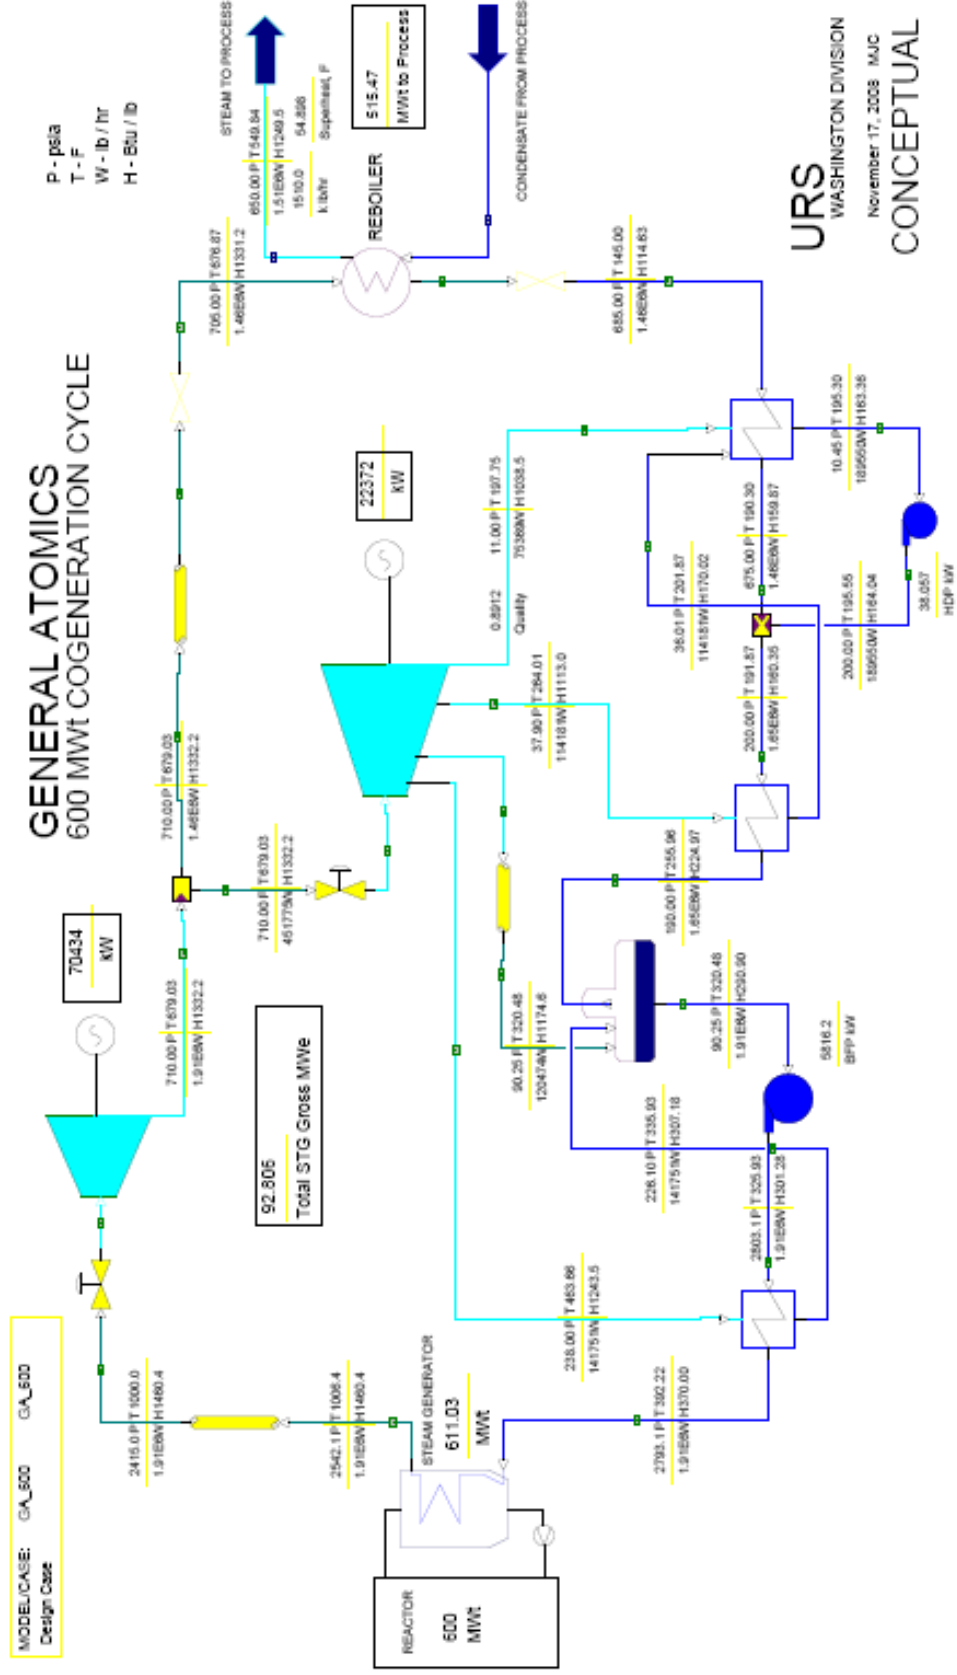 MODEL/CASE: GA_600 GA_600
Design Case
GENERAL ATOMICS
600 MWt COGENERATION CYCLE
P - psia
T - F
W - lb / hr
H - Btu / lb
70434
kW
2415.0 P T 1000.0
1.91E6W H1460.4
710.00 P T 679.03
1.91E6W H1332.2
710.00 P T 679.03
1.46E6W H1332.2
705.00 P T 676.87
1.46E6W H1331.2
STEAM TO PROCESS
650.00 P T 549.84
1.51E6W H1249.5
1510.0 54.896
k lb/hr Superheat, F
92.806
Total STG Gross MWe
710.00 P T 679.03
451775W H1332.2
22372
kW
515.47
MWt to Process
REBOILER
2542.1 P T 1006.4
1.91E6W H1460.4
STEAM GENERATOR
611.03
MWt
REACTOR
600
MWt
CONDENSATE FROM PROCESS
0.8912
Quality
11.00 P T 197.75
75369W H1038.5
37.90 P T 264.01
114181W H1113.0
90.25 P T 320.48
120474W H1174.6
238.00 P T 463.66
141751W H1243.5
685.00 P T 146.00
1.46E6W H114.63
226.10 P T 335.93
141751W H307.18
190.00 P T 255.96
1.65E6W H224.97
36.01 P T 201.87
114181W H170.02
675.00 P T 190.30
1.46E6W H159.87
2793.1 P T 392.22
1.91E6W H370.00
2803.1 P T 325.93
1.91E6W H301.28
90.25 P T 320.48
1.91E6W H290.90
200.00 P T 191.87
1.65E6W H160.35
10.45 P T 195.30
189550W H163.36
5816.2
BFP kW
200.00 P T 195.55
189550W H164.04
38.057
HDP kW
URS
WASHINGTON DIVISION
November 17, 2008 MJC
CONCEPTUAL